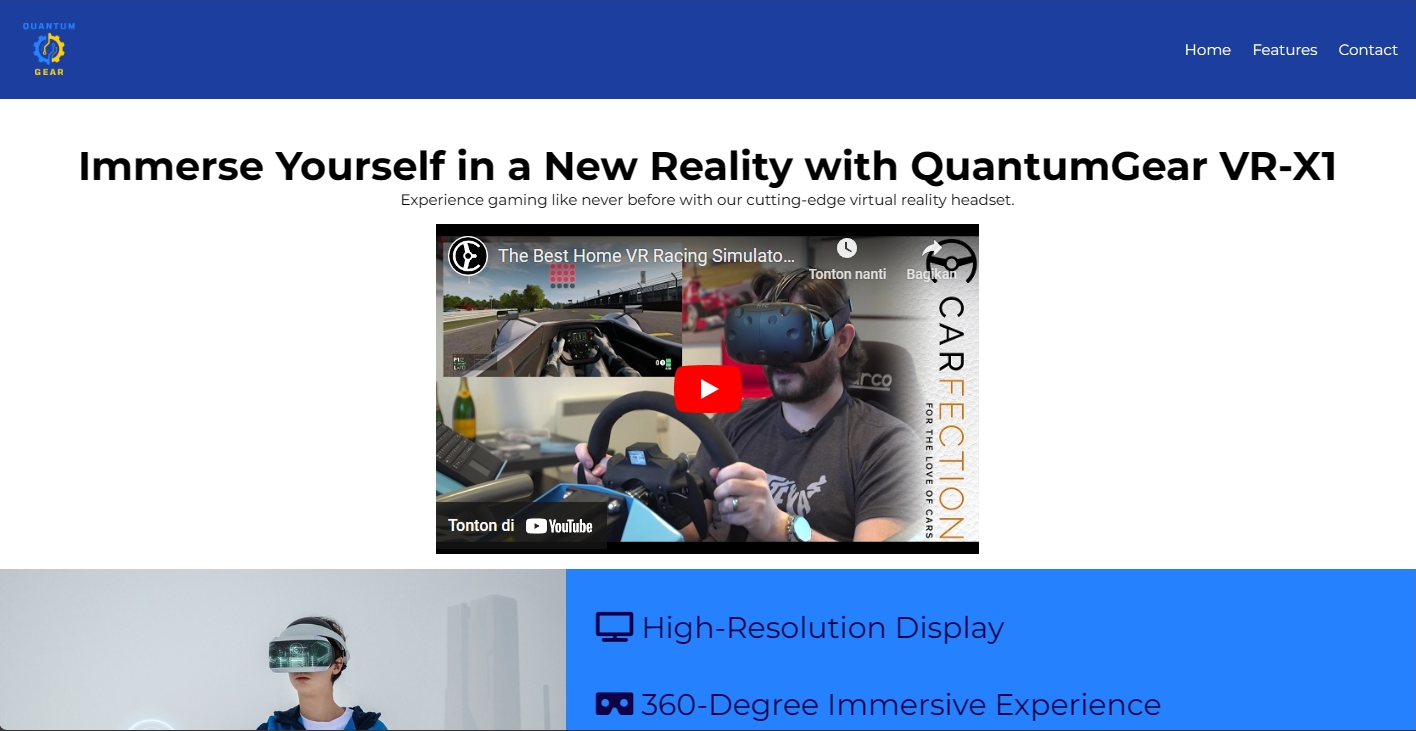 QUANTUM
GEAR
Home Features Contact
Immerse Yourself in a New Reality with QuantumGear VR-X1
Experience gaming like never before with our cutting-edge virtual reality headset.
The Best Home VR Racing Simulato...
Tonton nanti
Bagikan
CARFECTION
FOR THE LOVE OF CARS
Tonton di YouTube
High-Resolution Display
360-Degree Immersive Experience